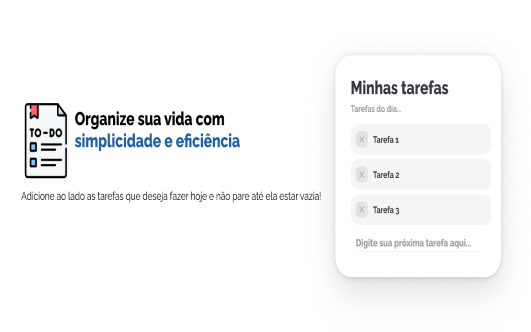 TO-DO
Organize sua vida com
simplicidade e eficiência
Adicione ao lado as tarefas que deseja fazer hoje e não pare até ela estar vazia!
Minhas tarefas
Tarefas do dia...
X Tarefa 1
X Tarefa 2
X Tarefa 3
Digite sua próxima tarefa aqui...